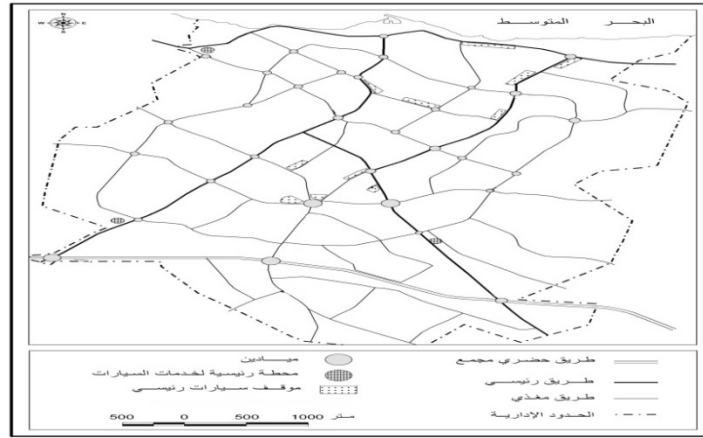 البحر المتوسط
N
W E
S
ميادين
محطة رئيسية لخدمات السيارات
موقف سيارات رئيسي
طريق حضري مجمع
طريق رئيسي
طريق مغذي
الحدود الإدارية
500 0 500 1000 متر